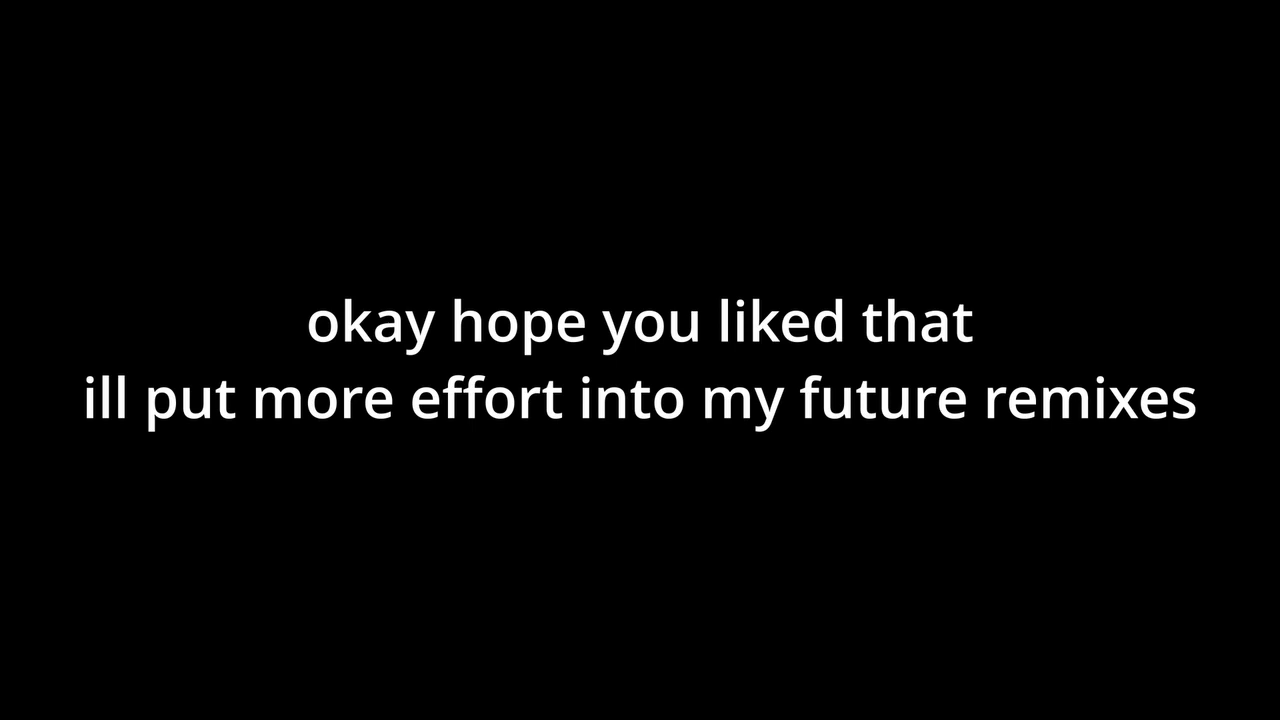 okay hope you liked that
ill put more effort into my future remixes